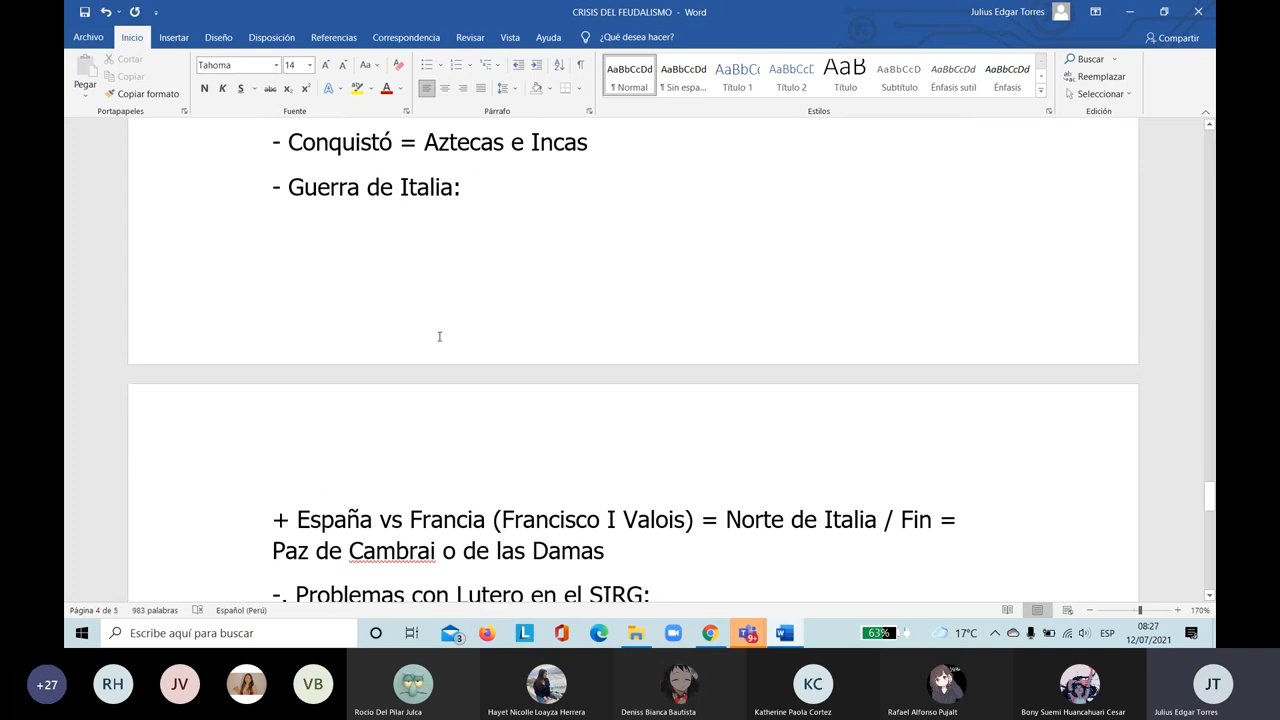 CRISIS DEL FEUDALISMO - Word
Julius Edgar Torres
Archivo Inicio Insertar Diseño Disposición Referencias Correspondencia Revisar Vista Ayuda ¿Qué desea hacer? Compartir
Cortar
Copiar
Pegar
Copiar formato
Portapapeles
Tahoma 14
N K S abc x₂ x²
Fuente
Párrafo
AaBbCcDd AaBbCcDd AaBbCc AaBbCcE AaB AaBbCcD AaBbCcDd AaBbCcDd
¶ Normal ¶ Sin espa... Título 1 Título 2 Título Subtítulo Énfasis sutil Énfasis
Estilos
Buscar
Reemplazar
Seleccionar
Edición
- Conquistó = Aztecas e Incas
- Guerra de Italia:
+ España vs Francia (Francisco I Valois) = Norte de Italia / Fin =
Paz de Cambrai o de las Damas
-. Problemas con Lutero en el SIRG:
Página 4 de 5 983 palabras Español (Perú) 170%
Escribe aquí para buscar
3
9+
63%
17°C
ESP
08:27
12/07/2021
+27 RH JV VB KC JT
Rocio Del Pilar Julca Hayet Nicolle Loayza Herrera Deniss Bianca Bautista Katherine Paola Cortez Rafael Alfonso Pujalt Bony Suemi Huancahuari Cesar Julius Edgar Torres